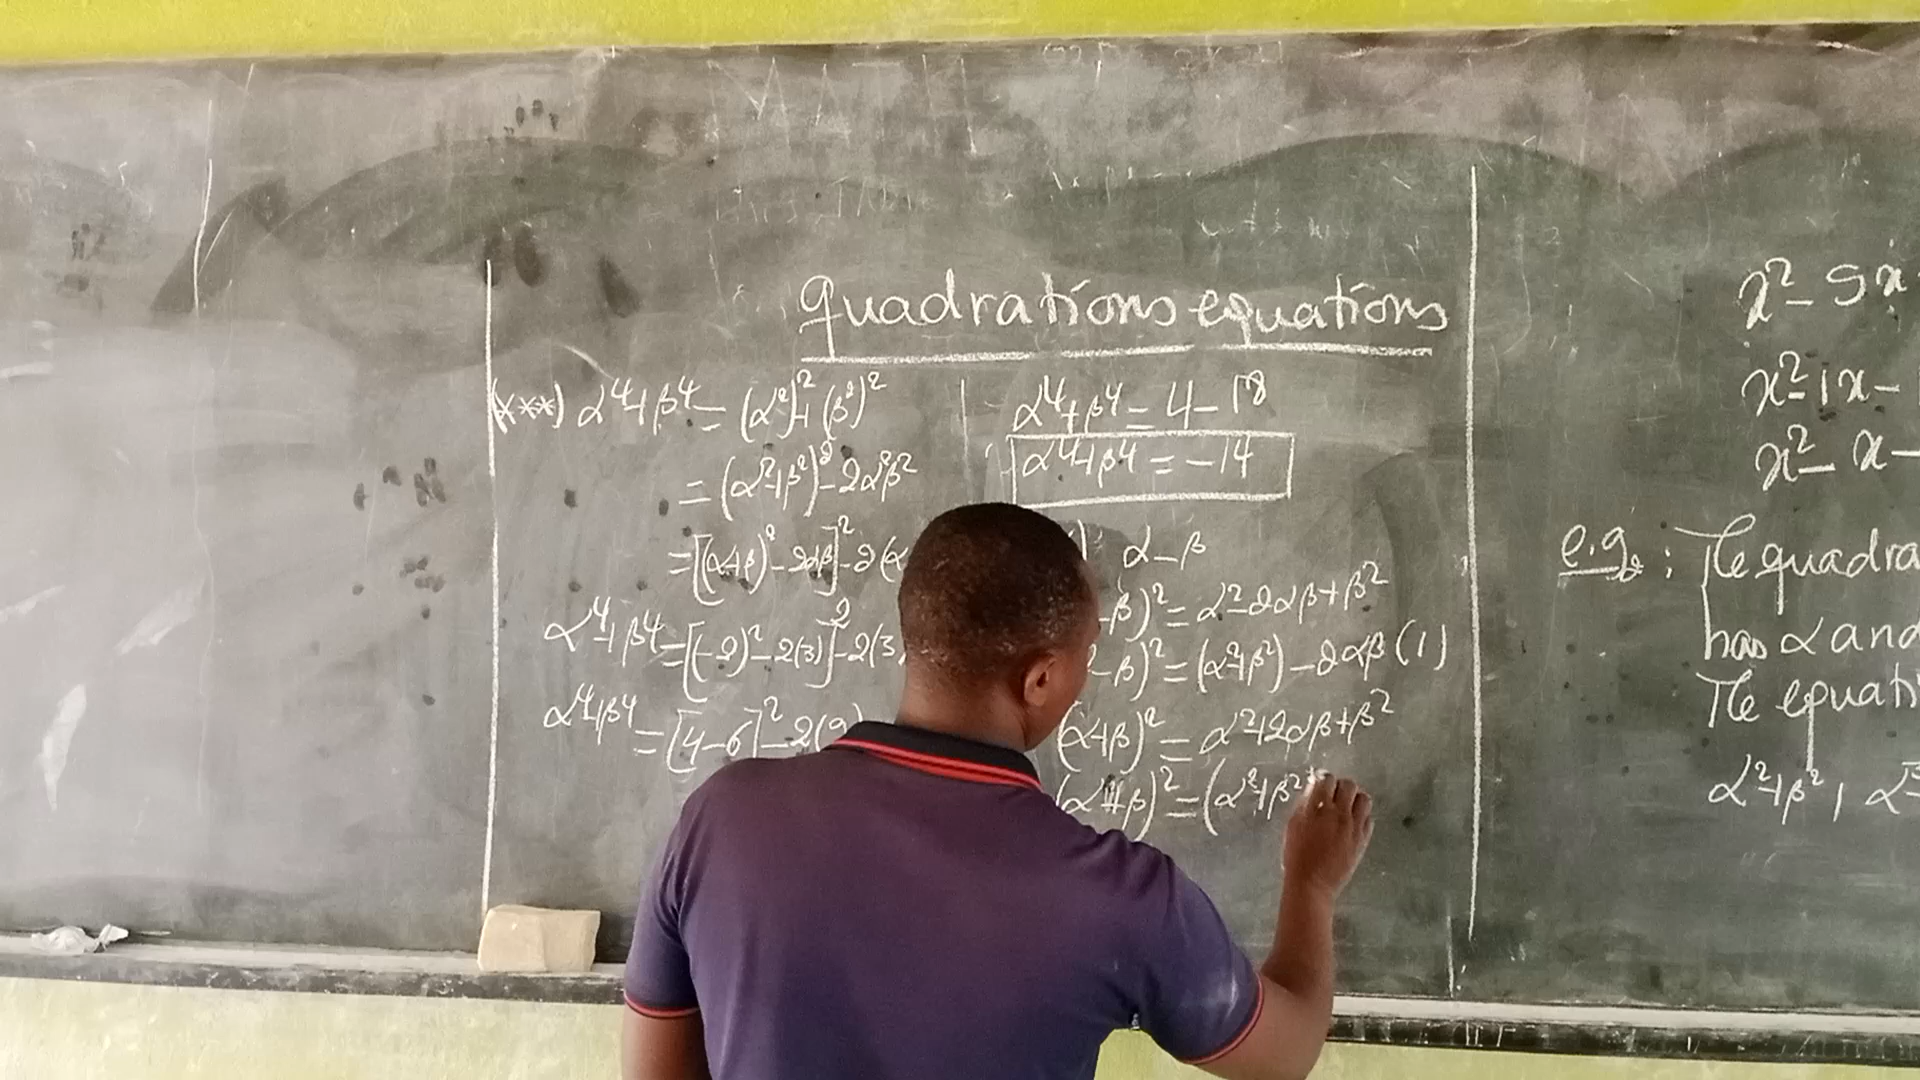 quadrations equations
(***) α⁴+β⁴ = (α²)²+(β²)²
= (α²+β²)²-2α²β²
= [(α+β)²-2αβ]²-2(α
α⁴+β⁴ = [(-2)²-2(3)]²-2(3)
α⁴+β⁴ = [4-6]²-2(9)
α⁴+β⁴ = 4-18
α⁴+β⁴ = -14
) α-β
-β)² = α²-2αβ+β²
-β)² = (α²+β²)-2αβ (1)
(α+β)² = α²+2αβ+β²
(α+β)² = (α²+β²
x²-5x
x²-1x-
x²-x-
e.g: The quadra
has α and
The equati
α²+β², α